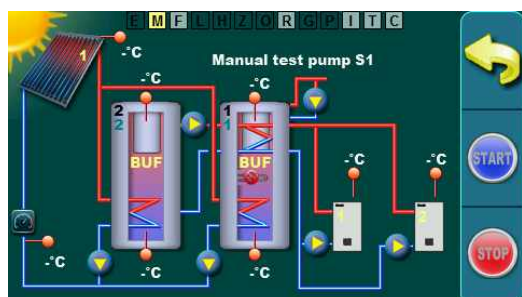 E M F L H Z O R G P I T C
1
-°C
Manual test pump S1
-°C
-°C
2
2
1
1
BUF
BUF
START
-°C
-°C
1
2
-°C
-°C
-°C
STOP